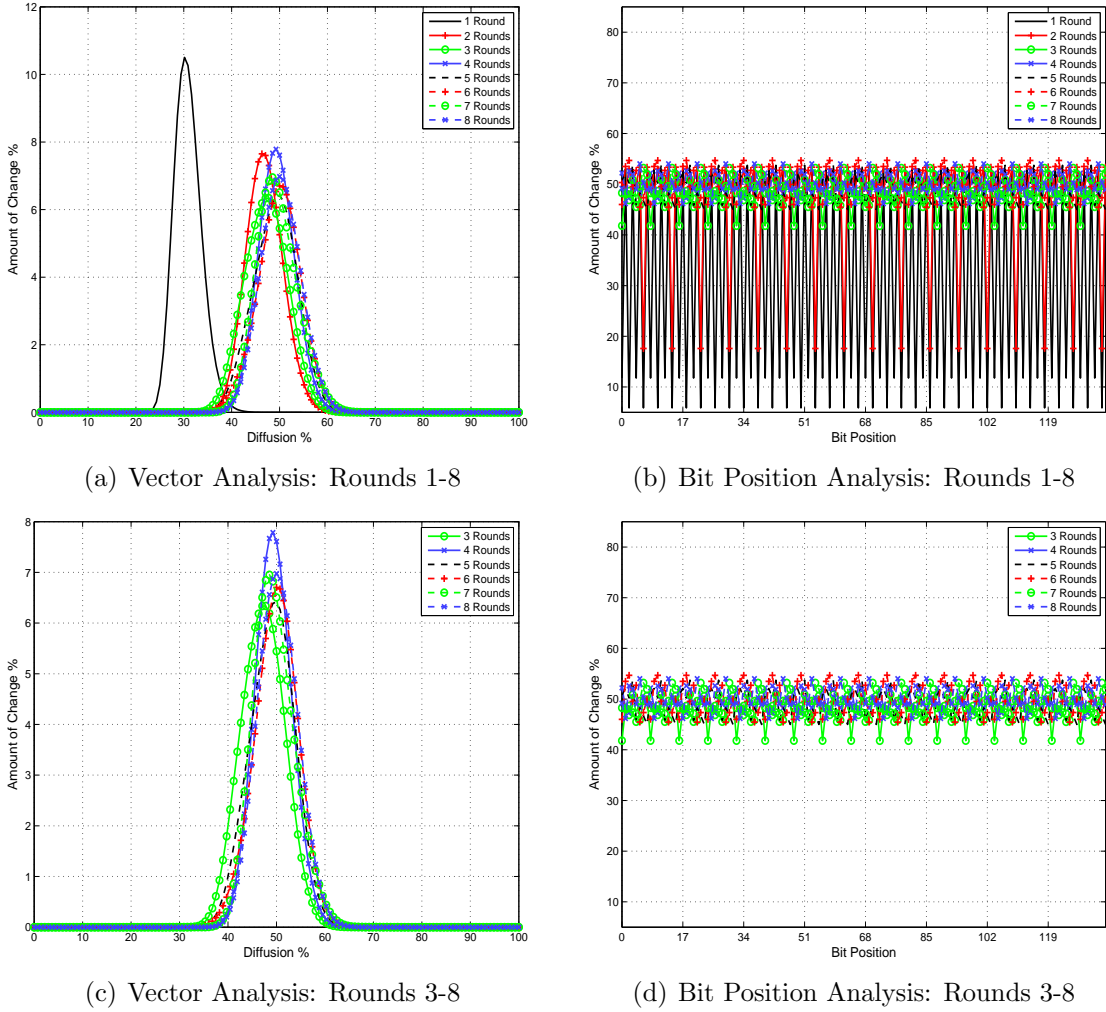 12
10
8
6
4
2
0
0 10 20 30 40 50 60 70 80 90 100
Amount of Change %
Diffusion %
1 Round
2 Rounds
3 Rounds
4 Rounds
5 Rounds
6 Rounds
7 Rounds
8 Rounds
(a) Vector Analysis: Rounds 1-8
80
70
60
50
40
30
20
10
0 17 34 51 68 85 102 119
Amount of Change %
Bit Position
1 Round
2 Rounds
3 Rounds
4 Rounds
5 Rounds
6 Rounds
7 Rounds
8 Rounds
(b) Bit Position Analysis: Rounds 1-8
8
7
6
5
4
3
2
1
0
0 10 20 30 40 50 60 70 80 90 100
Amount of Change %
Diffusion %
3 Rounds
4 Rounds
5 Rounds
6 Rounds
7 Rounds
8 Rounds
(c) Vector Analysis: Rounds 3-8
80
70
60
50
40
30
20
10
0 17 34 51 68 85 102 119
Amount of Change %
Bit Position
3 Rounds
4 Rounds
5 Rounds
6 Rounds
7 Rounds
8 Rounds
(d) Bit Position Analysis: Rounds 3-8